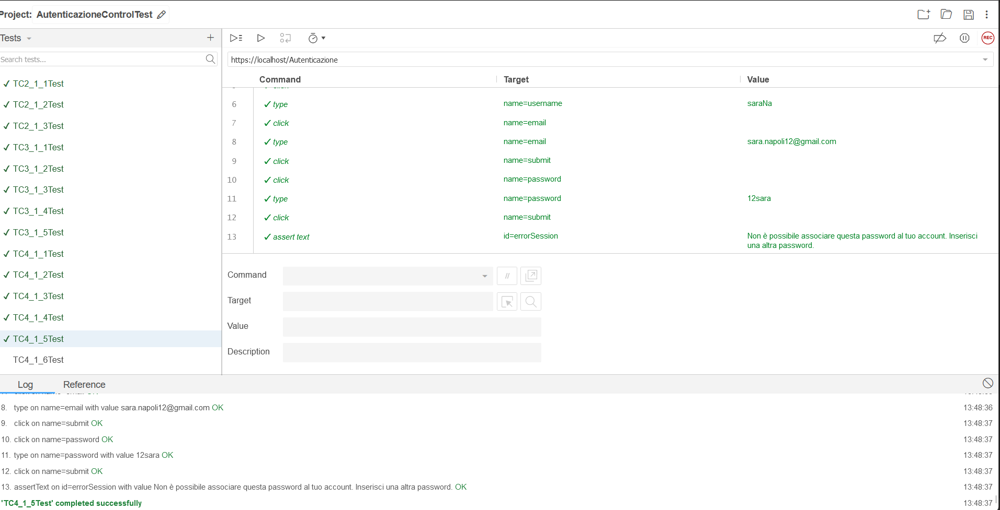 Project: AutenticazioneControlTest
Tests
REC
Search tests...
https://localhost/Autenticazione
Command Target Value
✓ TC2_1_1Test
✓ TC2_1_2Test
✓ TC2_1_3Test
✓ TC3_1_1Test
✓ TC3_1_2Test
✓ TC3_1_3Test
✓ TC3_1_4Test
✓ TC3_1_5Test
✓ TC4_1_1Test
✓ TC4_1_2Test
✓ TC4_1_3Test
✓ TC4_1_4Test
✓ TC4_1_5Test
TC4_1_6Test
6 ✓ type name=username saraNa
7 ✓ click name=email
8 ✓ type name=email sara.napoli12@gmail.com
9 ✓ click name=submit
10 ✓ click name=password
11 ✓ type name=password 12sara
12 ✓ click name=submit
13 ✓ assert text id=errorSession Non è possibile associare questa password al tuo account. Inserisci
una altra password.
Command //
Target
Value
Description
Log Reference
8. type on name=email with value sara.napoli12@gmail.com OK 13:48:36
9. click on name=submit OK 13:48:37
10. click on name=password OK 13:48:37
11. type on name=password with value 12sara OK 13:48:37
12. click on name=submit OK 13:48:37
13. assertText on id=errorSession with value Non è possibile associare questa password al tuo account. Inserisci una altra password. OK 13:48:37
'TC4_1_5Test' completed successfully 13:48:37